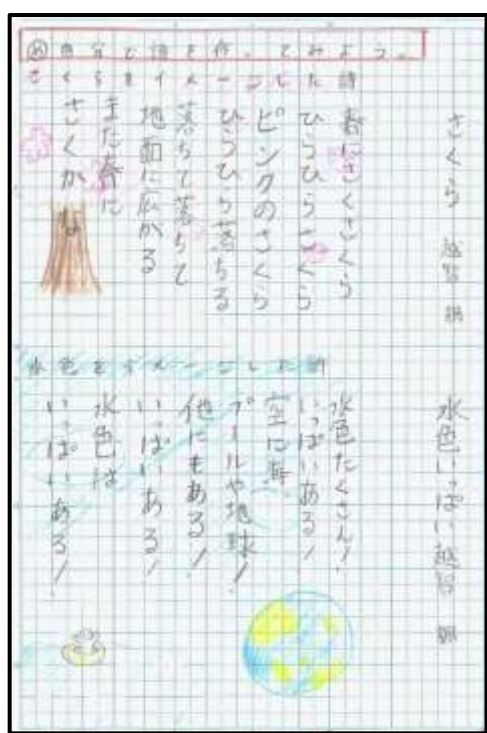 め 自分で詩を作ってみよう。
さくらをイメージした詩
さくら
春にさくさくら
ひらひらさくら
ピンクのさくら
ひらひら落ちる
落ちて落ちて
地面に広がる
また春に
さくかな
水色をイメージした詩
水色いっぱい
水色たくさん!
いっぱいある!
空に海
プールや地球!
他にもある!
いっぱいある!
水色は
いっぱいある!